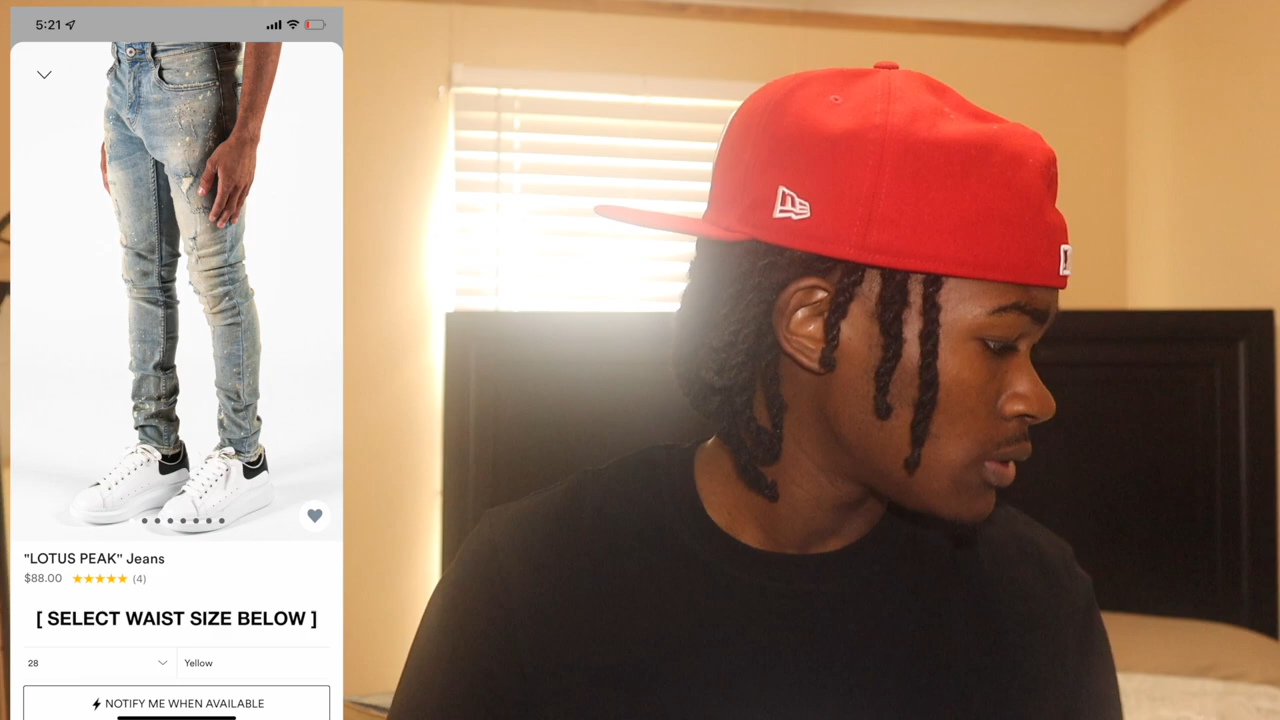 5:21
"LOTUS PEAK" Jeans
$88.00 ★★★★★ (4)
[ SELECT WAIST SIZE BELOW ]
28
Yellow
NOTIFY ME WHEN AVAILABLE